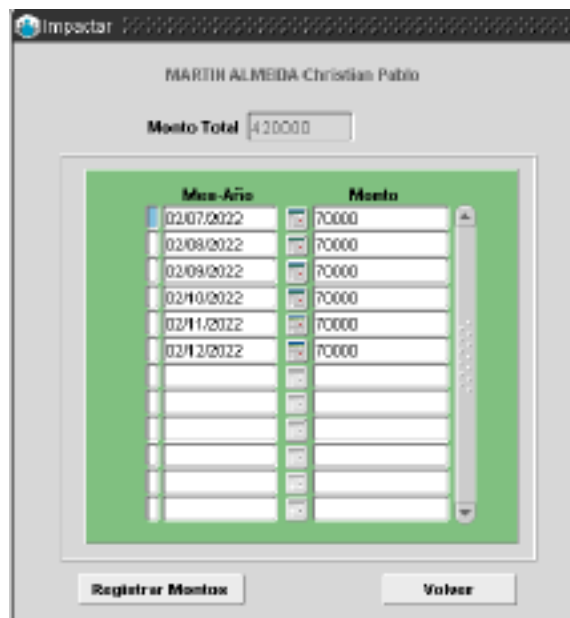 Impactar
MARTIN ALMEIDA Christian Pablo
Monto Total 420000
Mes-Año Monto
02/07/2022 70000
02/08/2022 70000
02/09/2022 70000
02/10/2022 70000
02/11/2022 70000
02/12/2022 70000
Registrar Montos Volver